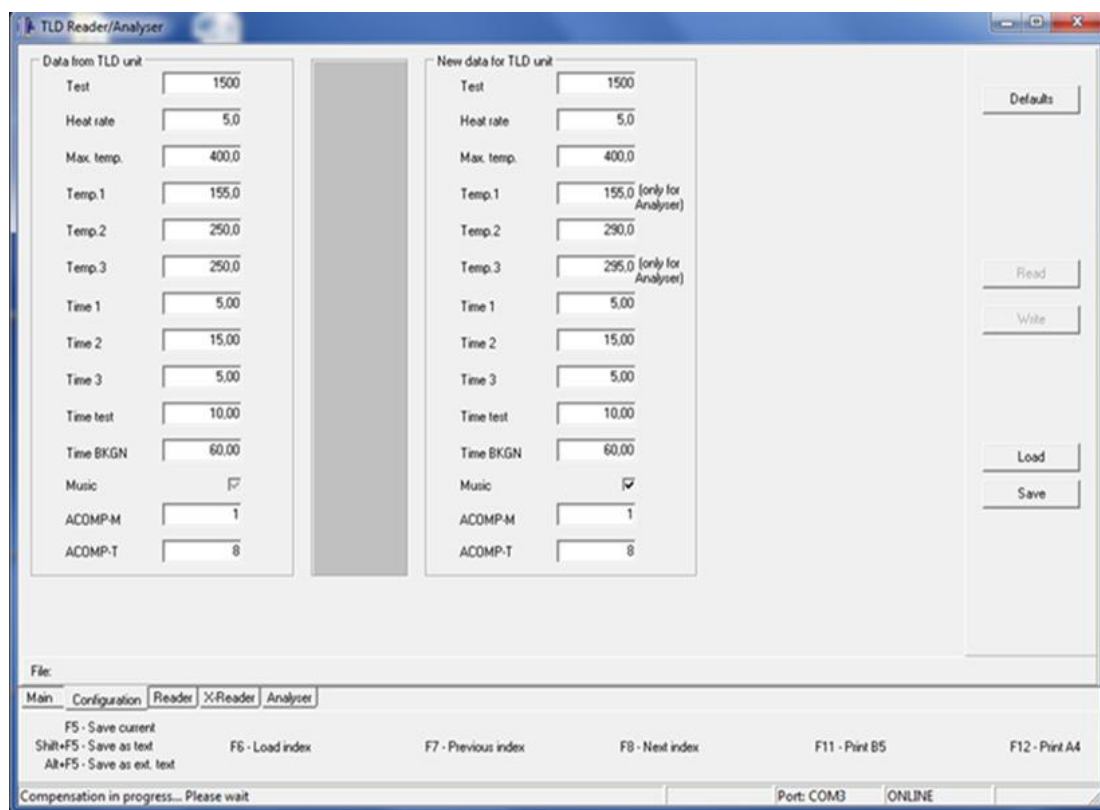 TLD Reader/Analyser
Data from TLD unit
Test 1500
Heat rate 5,0
Max. temp. 400,0
Temp.1 155,0
Temp.2 250,0
Temp.3 250,0
Time 1 5,00
Time 2 15,00
Time 3 5,00
Time test 10,00
Time BKGN 60,00
Music
ACOMP-M 1
ACOMP-T 8
New data for TLD unit
Test 1500
Heat rate 5,0
Max. temp. 400,0
Temp.1 155,0 (only for
Analyser)
Temp.2 290,0
Temp.3 295,0 (only for
Analyser)
Time 1 5,00
Time 2 15,00
Time 3 5,00
Time test 10,00
Time BKGN 60,00
Music
ACOMP-M 1
ACOMP-T 8
Defaults
Read
Write
Load
Save
File:
Main Configuration Reader X-Reader Analyser
F5 - Save current
Shift+F5 - Save as text
Alt+F5 - Save as ext. text
F6 - Load index
F7 - Previous index
F8 - Next index
F11 - Print B5
F12 - Print A4
Compensation in progress... Please wait
Port: COM3
ONLINE